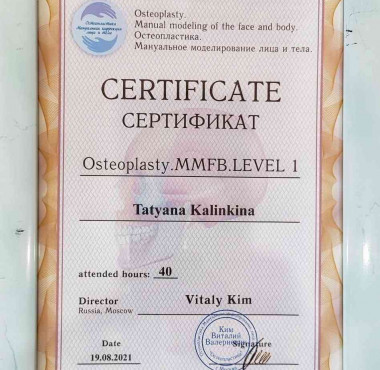 Остеопластика
Osteoplasty.
Manual modeling of the face and body.
Остеопластика.
Мануальное моделирование лица и тела.
CERTIFICATE
СЕРТИФИКАТ
Osteoplasty.MMFB.LEVEL 1
Tatyana Kalinkina
attended hours: 40
Director Vitaly Kim
Russia, Moscow
Ким
Виталий
Валериевич
Date Signature
19.08.2021